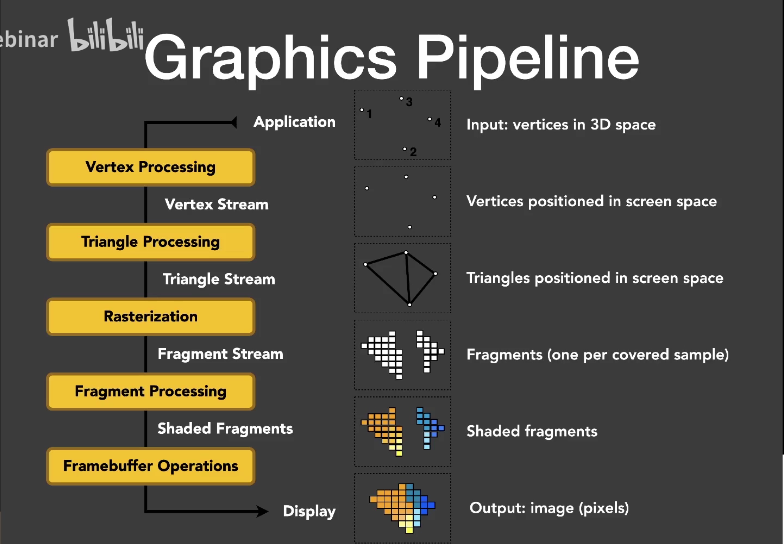 ebinar bilibili
Graphics Pipeline
Application
1
3
4
2
Input: vertices in 3D space
Vertex Processing
Vertex Stream
Vertices positioned in screen space
Triangle Processing
Triangle Stream
Triangles positioned in screen space
Rasterization
Fragment Stream
Fragments (one per covered sample)
Fragment Processing
Shaded Fragments
Shaded fragments
Framebuffer Operations
Display
Output: image (pixels)